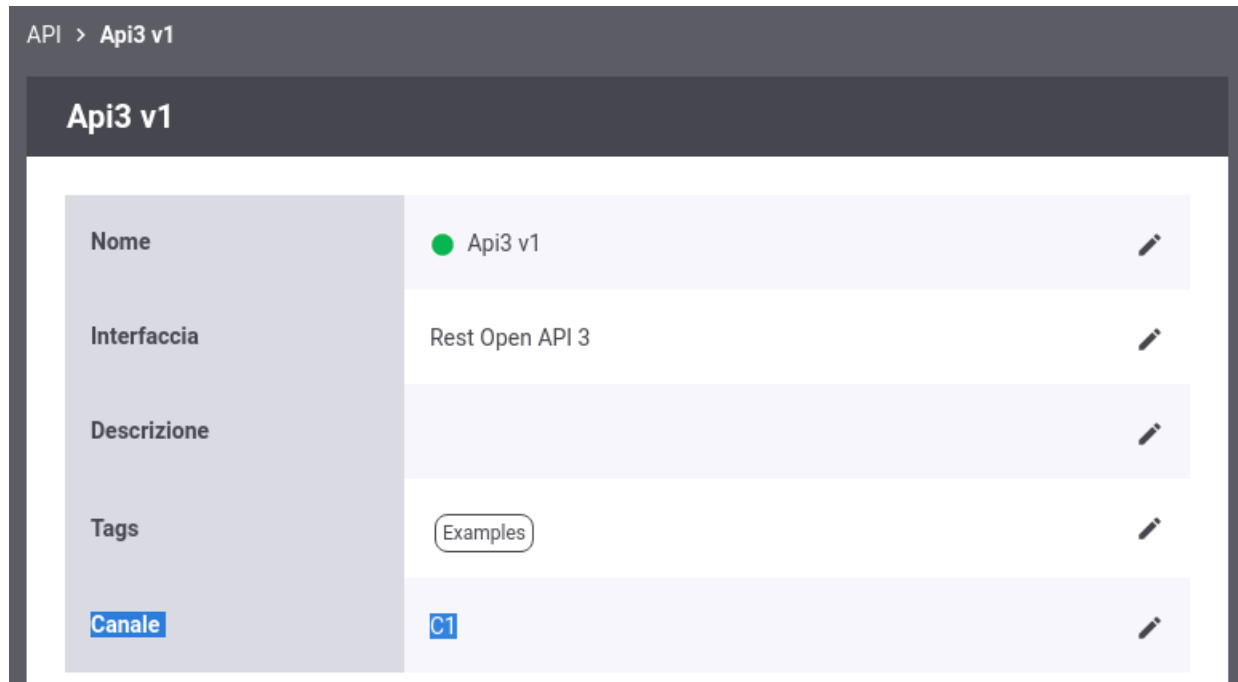 API > Api3 v1
Api3 v1
Nome Api3 v1
Interfaccia Rest Open API 3
Descrizione
Tags Examples
Canale C1